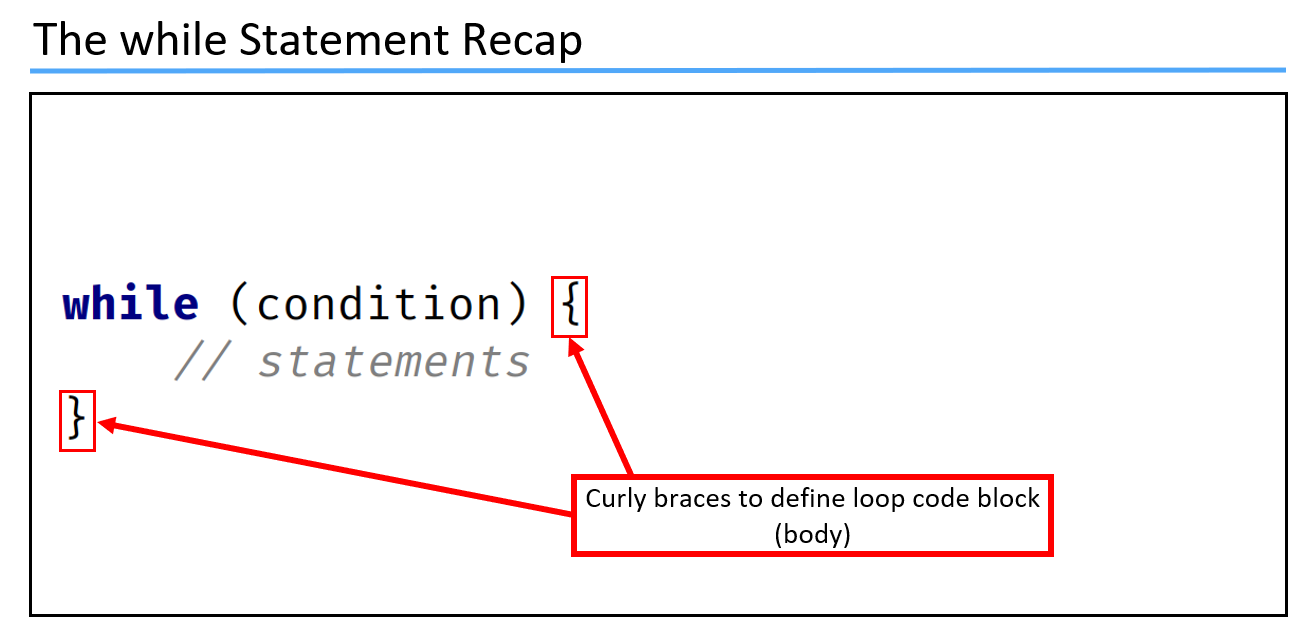 The while Statement Recap
while (condition) {
// statements
}
Curly braces to define loop code block
(body)